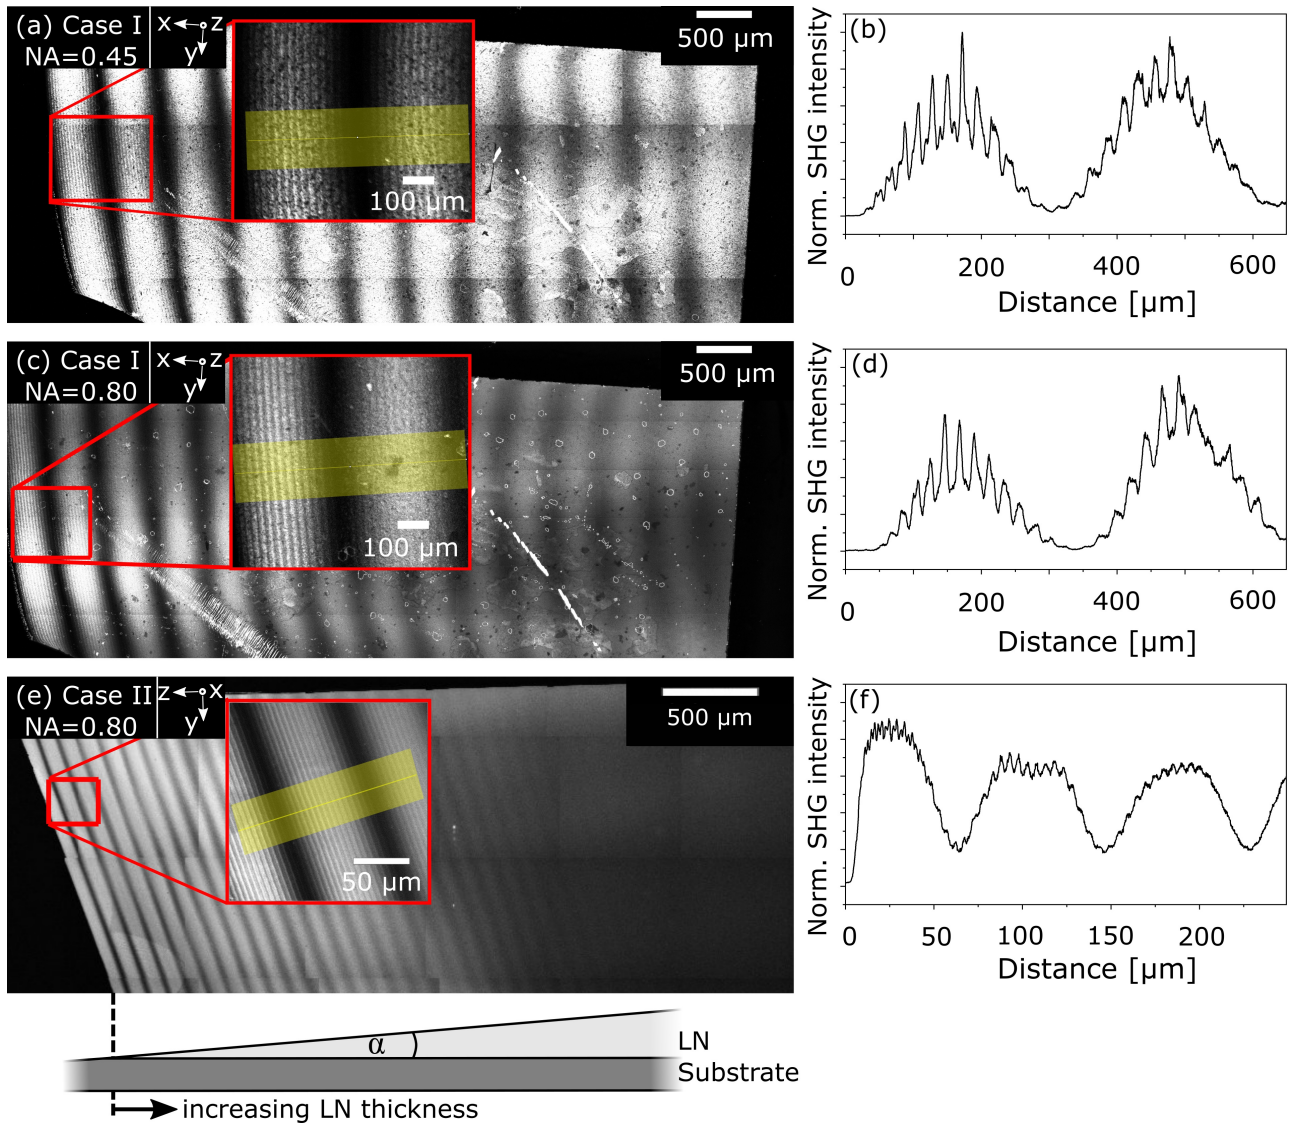 (a) Case I
NA=0.45
x z
y
100 µm
500 µm
(b)
Norm. SHG intensity
0 200 400 600
Distance [µm]
(c) Case I
NA=0.80
x z
y
100 µm
500 µm
(d)
Norm. SHG intensity
0 200 400 600
Distance [µm]
(e) Case II
NA=0.80
z x
y
50 µm
500 µm
(f)
Norm. SHG intensity
0 50 100 150 200
Distance [µm]
α
LN
Substrate
increasing LN thickness